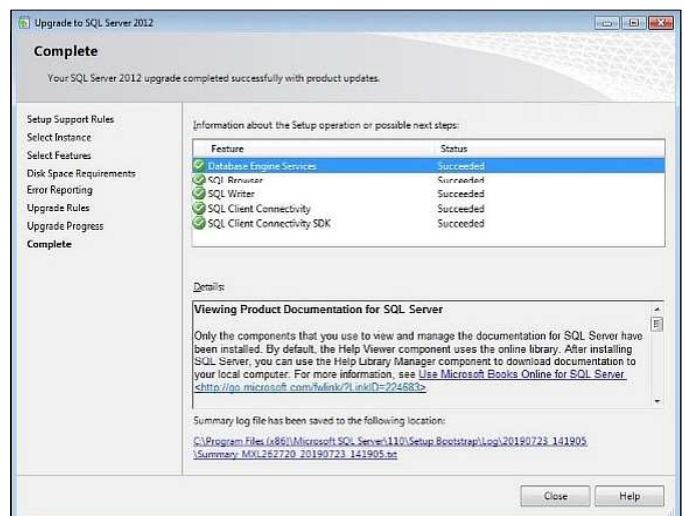 Upgrade to SQL Server 2012
Complete
Your SQL Server 2012 upgrade completed successfully with product updates.
Setup Support Rules
Select Instance
Select Features
Disk Space Requirements
Error Reporting
Upgrade Rules
Upgrade Progress
Complete
Information about the Setup operation or possible next steps:
Feature Status
Database Engine Services Succeeded
SQL Browser Succeeded
SQL Writer Succeeded
SQL Client Connectivity Succeeded
SQL Client Connectivity SDK Succeeded
Details:
Viewing Product Documentation for SQL Server
Only the components that you use to view and manage the documentation for SQL Server have
been installed. By default, the Help Viewer component uses the online library. After installing
SQL Server, you can use the Help Library Manager component to download documentation to
your local computer. For more information, see Use Microsoft Books Online for SQL Server
<http://go.microsoft.com/fwlink/?LinkID=224683>.
Summary log file has been saved to the following location:
C:\Program Files (x86)\Microsoft SQL Server\110\Setup Bootstrap\Log\20190723_141905
\Summary_MXL262720_20190723_141905.txt
Close Help